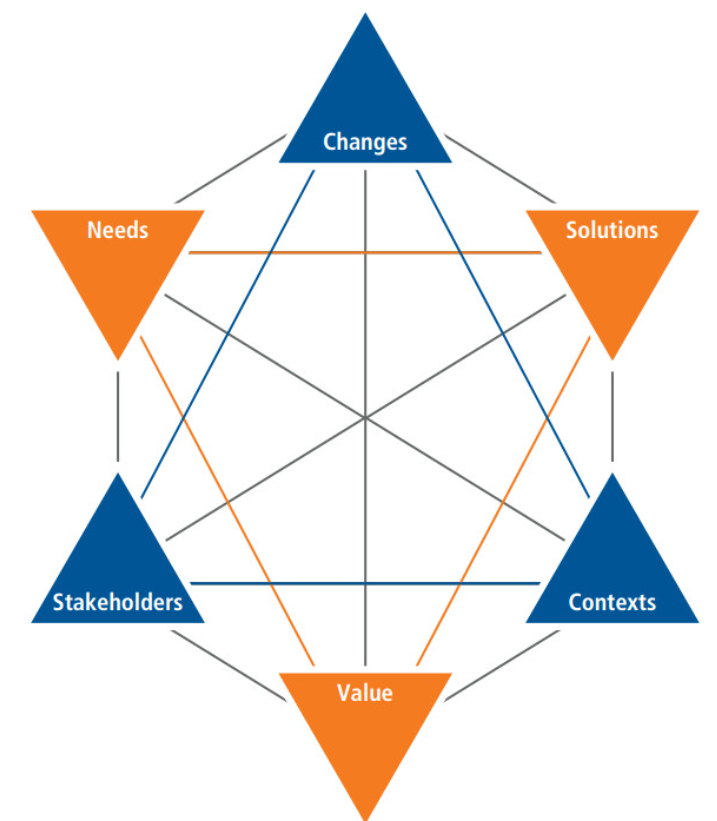 Changes
Needs
Solutions
Stakeholders
Contexts
Value